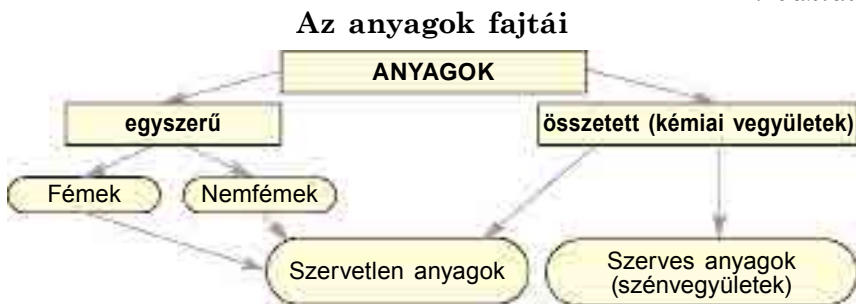 Az anyagok fajtái
ANYAGOK
egyszerű
összetett (kémiai vegyületek)
Fémek
Nemfémek
Szervetlen anyagok
Szerves anyagok
(szénvegyületek)